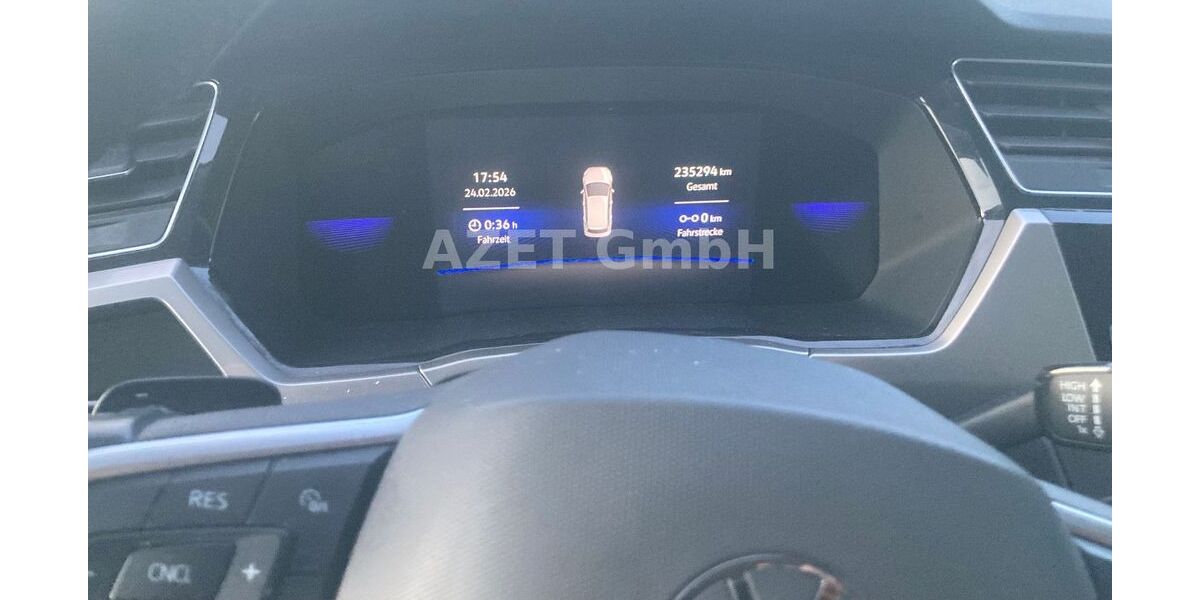 17:54
24.02.2026
0:36 h
Fahrzeit
235294 km
Gesamt
0 km
Fahrstrecke
AZET GmbH
HIGH
LOW
INT
OFF
1x
RES
CNCL
+